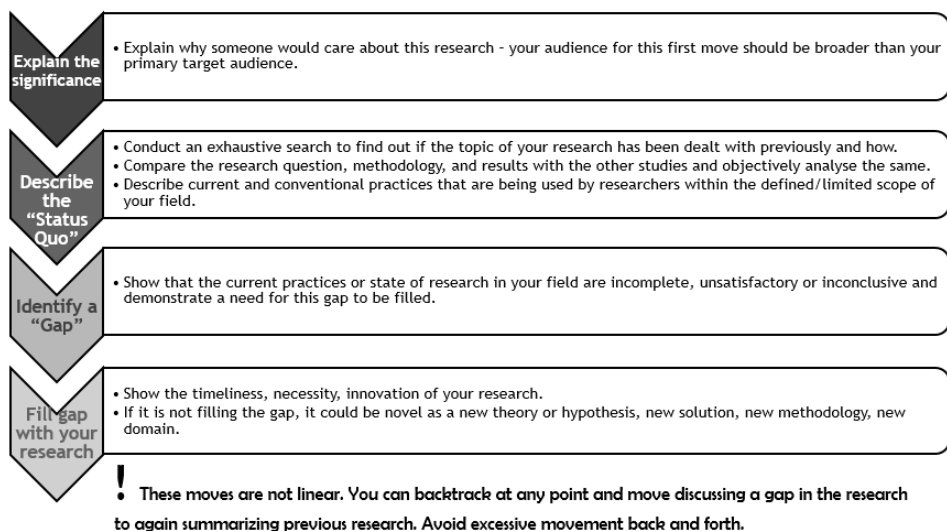 Explain the
significance
• Explain why someone would care about this research - your audience for this first move should be broader than your
primary target audience.
Describe
the
“Status
Quo”
• Conduct an exhaustive search to find out if the topic of your research has been dealt with previously and how.
• Compare the research question, methodology, and results with the other studies and objectively analyse the same.
• Describe current and conventional practices that are being used by researchers within the defined/limited scope of
your field.
Identify a
“Gap”
• Show that the current practices or state of research in your field are incomplete, unsatisfactory or inconclusive and
demonstrate a need for this gap to be filled.
Fill gap
with your
research
• Show the timeliness, necessity, innovation of your research.
• If it is not filling the gap, it could be novel as a new theory or hypothesis, new solution, new methodology, new
domain.
! These moves are not linear. You can backtrack at any point and move discussing a gap in the research
to again summarizing previous research. Avoid excessive movement back and forth.